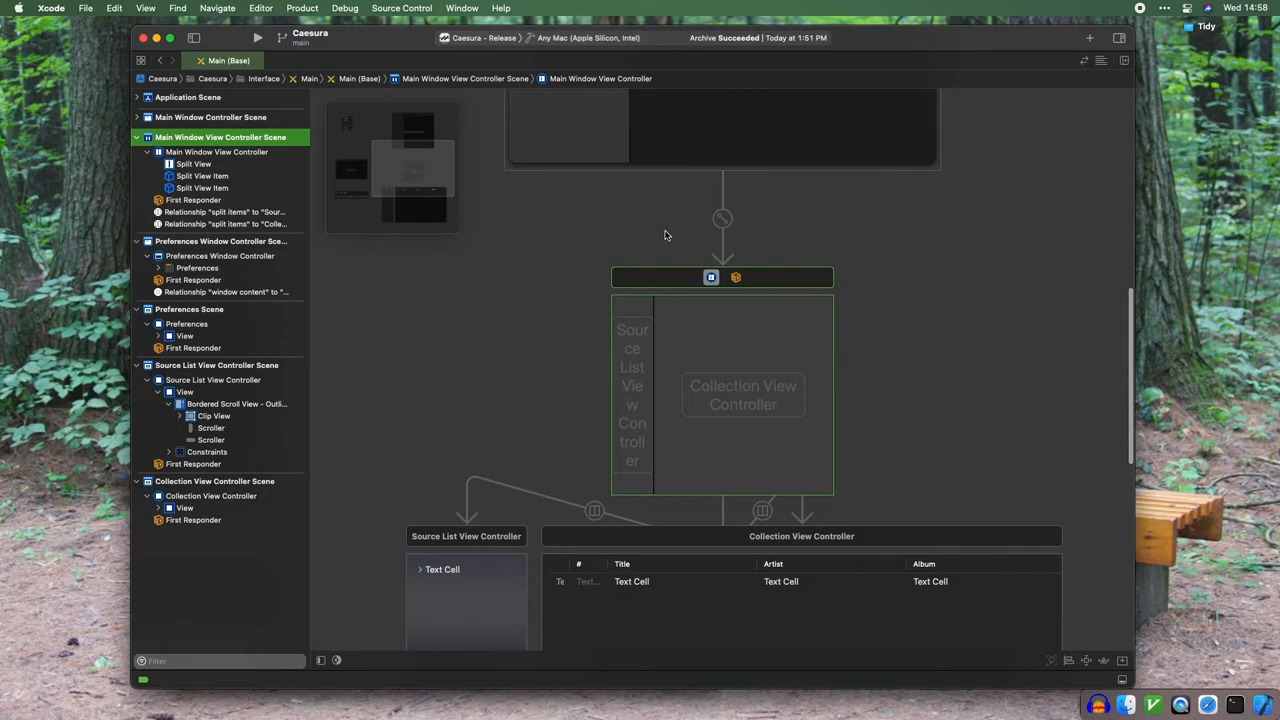 Xcode File Edit View Find Navigate Editor Product Debug Source Control Window Help
Wed 14:58
Tidy
Caesura
main
Caesura - Release
Any Mac (Apple Silicon, Intel)
Archive Succeeded | Today at 1:51 PM
Main (Base)
Caesura
Caesura
Interface
Main
Main (Base)
Main Window View Controller Scene
Main Window View Controller
Application Scene
Main Window Controller Scene
Main Window View Controller Scene
Main Window View Controller
Split View
Split View Item
Split View Item
First Responder
Relationship "split items" to "Sour...
Relationship "split items" to "Colle...
Preferences Window Controller Sce...
Preferences Window Controller
Preferences
First Responder
Relationship "window content" to "...
Preferences Scene
Preferences
View
First Responder
Source List View Controller Scene
Source List View Controller
View
Bordered Scroll View - Outli...
Clip View
Scroller
Scroller
Constraints
First Responder
Collection View Controller Scene
Collection View Controller
View
First Responder
Filter
Sour
ce
List
Vie
w
Con
troll
er
Collection View
Controller
Source List View Controller
Text Cell
Collection View Controller
# Title Artist Album
Te Text... Text Cell Text Cell Text Cell